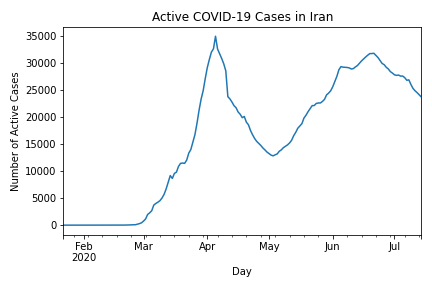 Active COVID-19 Cases in Iran
Number of Active Cases
35000
30000
25000
20000
15000
10000
5000
0
Feb Mar Apr May Jun Jul
2020
Day